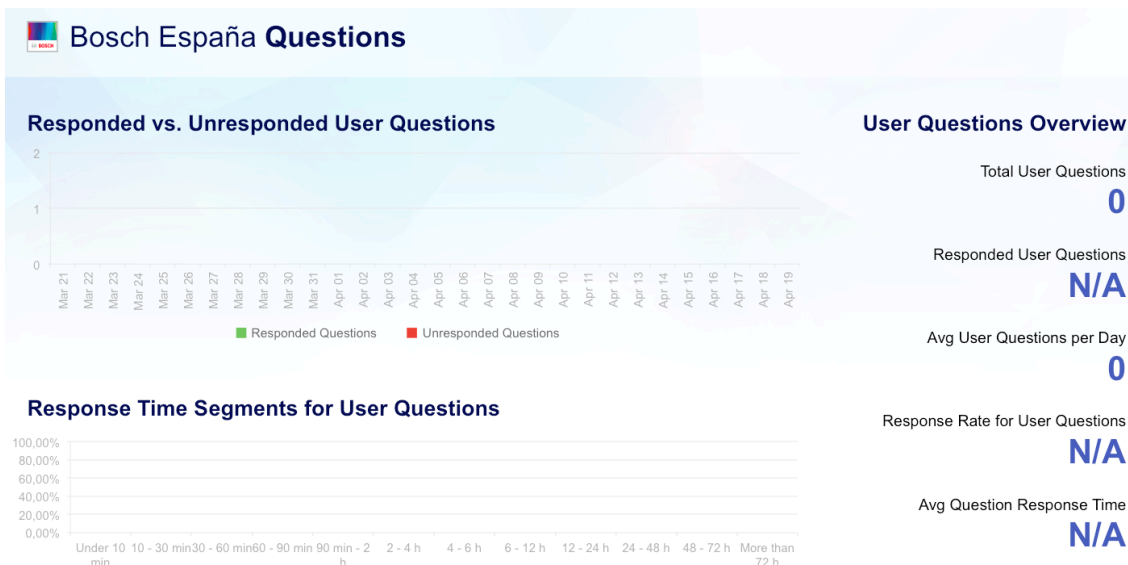 BOSCH
Bosch España Questions
Responded vs. Unresponded User Questions
2
1
0
Mar 21
Mar 22
Mar 23
Mar 24
Mar 25
Mar 26
Mar 27
Mar 28
Mar 29
Mar 30
Mar 31
Apr 01
Apr 02
Apr 03
Apr 04
Apr 05
Apr 06
Apr 07
Apr 08
Apr 09
Apr 10
Apr 11
Apr 12
Apr 13
Apr 14
Apr 15
Apr 16
Apr 17
Apr 18
Apr 19
Responded Questions
Unresponded Questions
Response Time Segments for User Questions
100,00%
80,00%
60,00%
40,00%
20,00%
0,00%
Under 10
min
10 - 30 min
30 - 60 min
60 - 90 min
90 min - 2
h
2 - 4 h
4 - 6 h
6 - 12 h
12 - 24 h
24 - 48 h
48 - 72 h
More than
72 h
User Questions Overview
Total User Questions
0
Responded User Questions
N/A
Avg User Questions per Day
0
Response Rate for User Questions
N/A
Avg Question Response Time
N/A